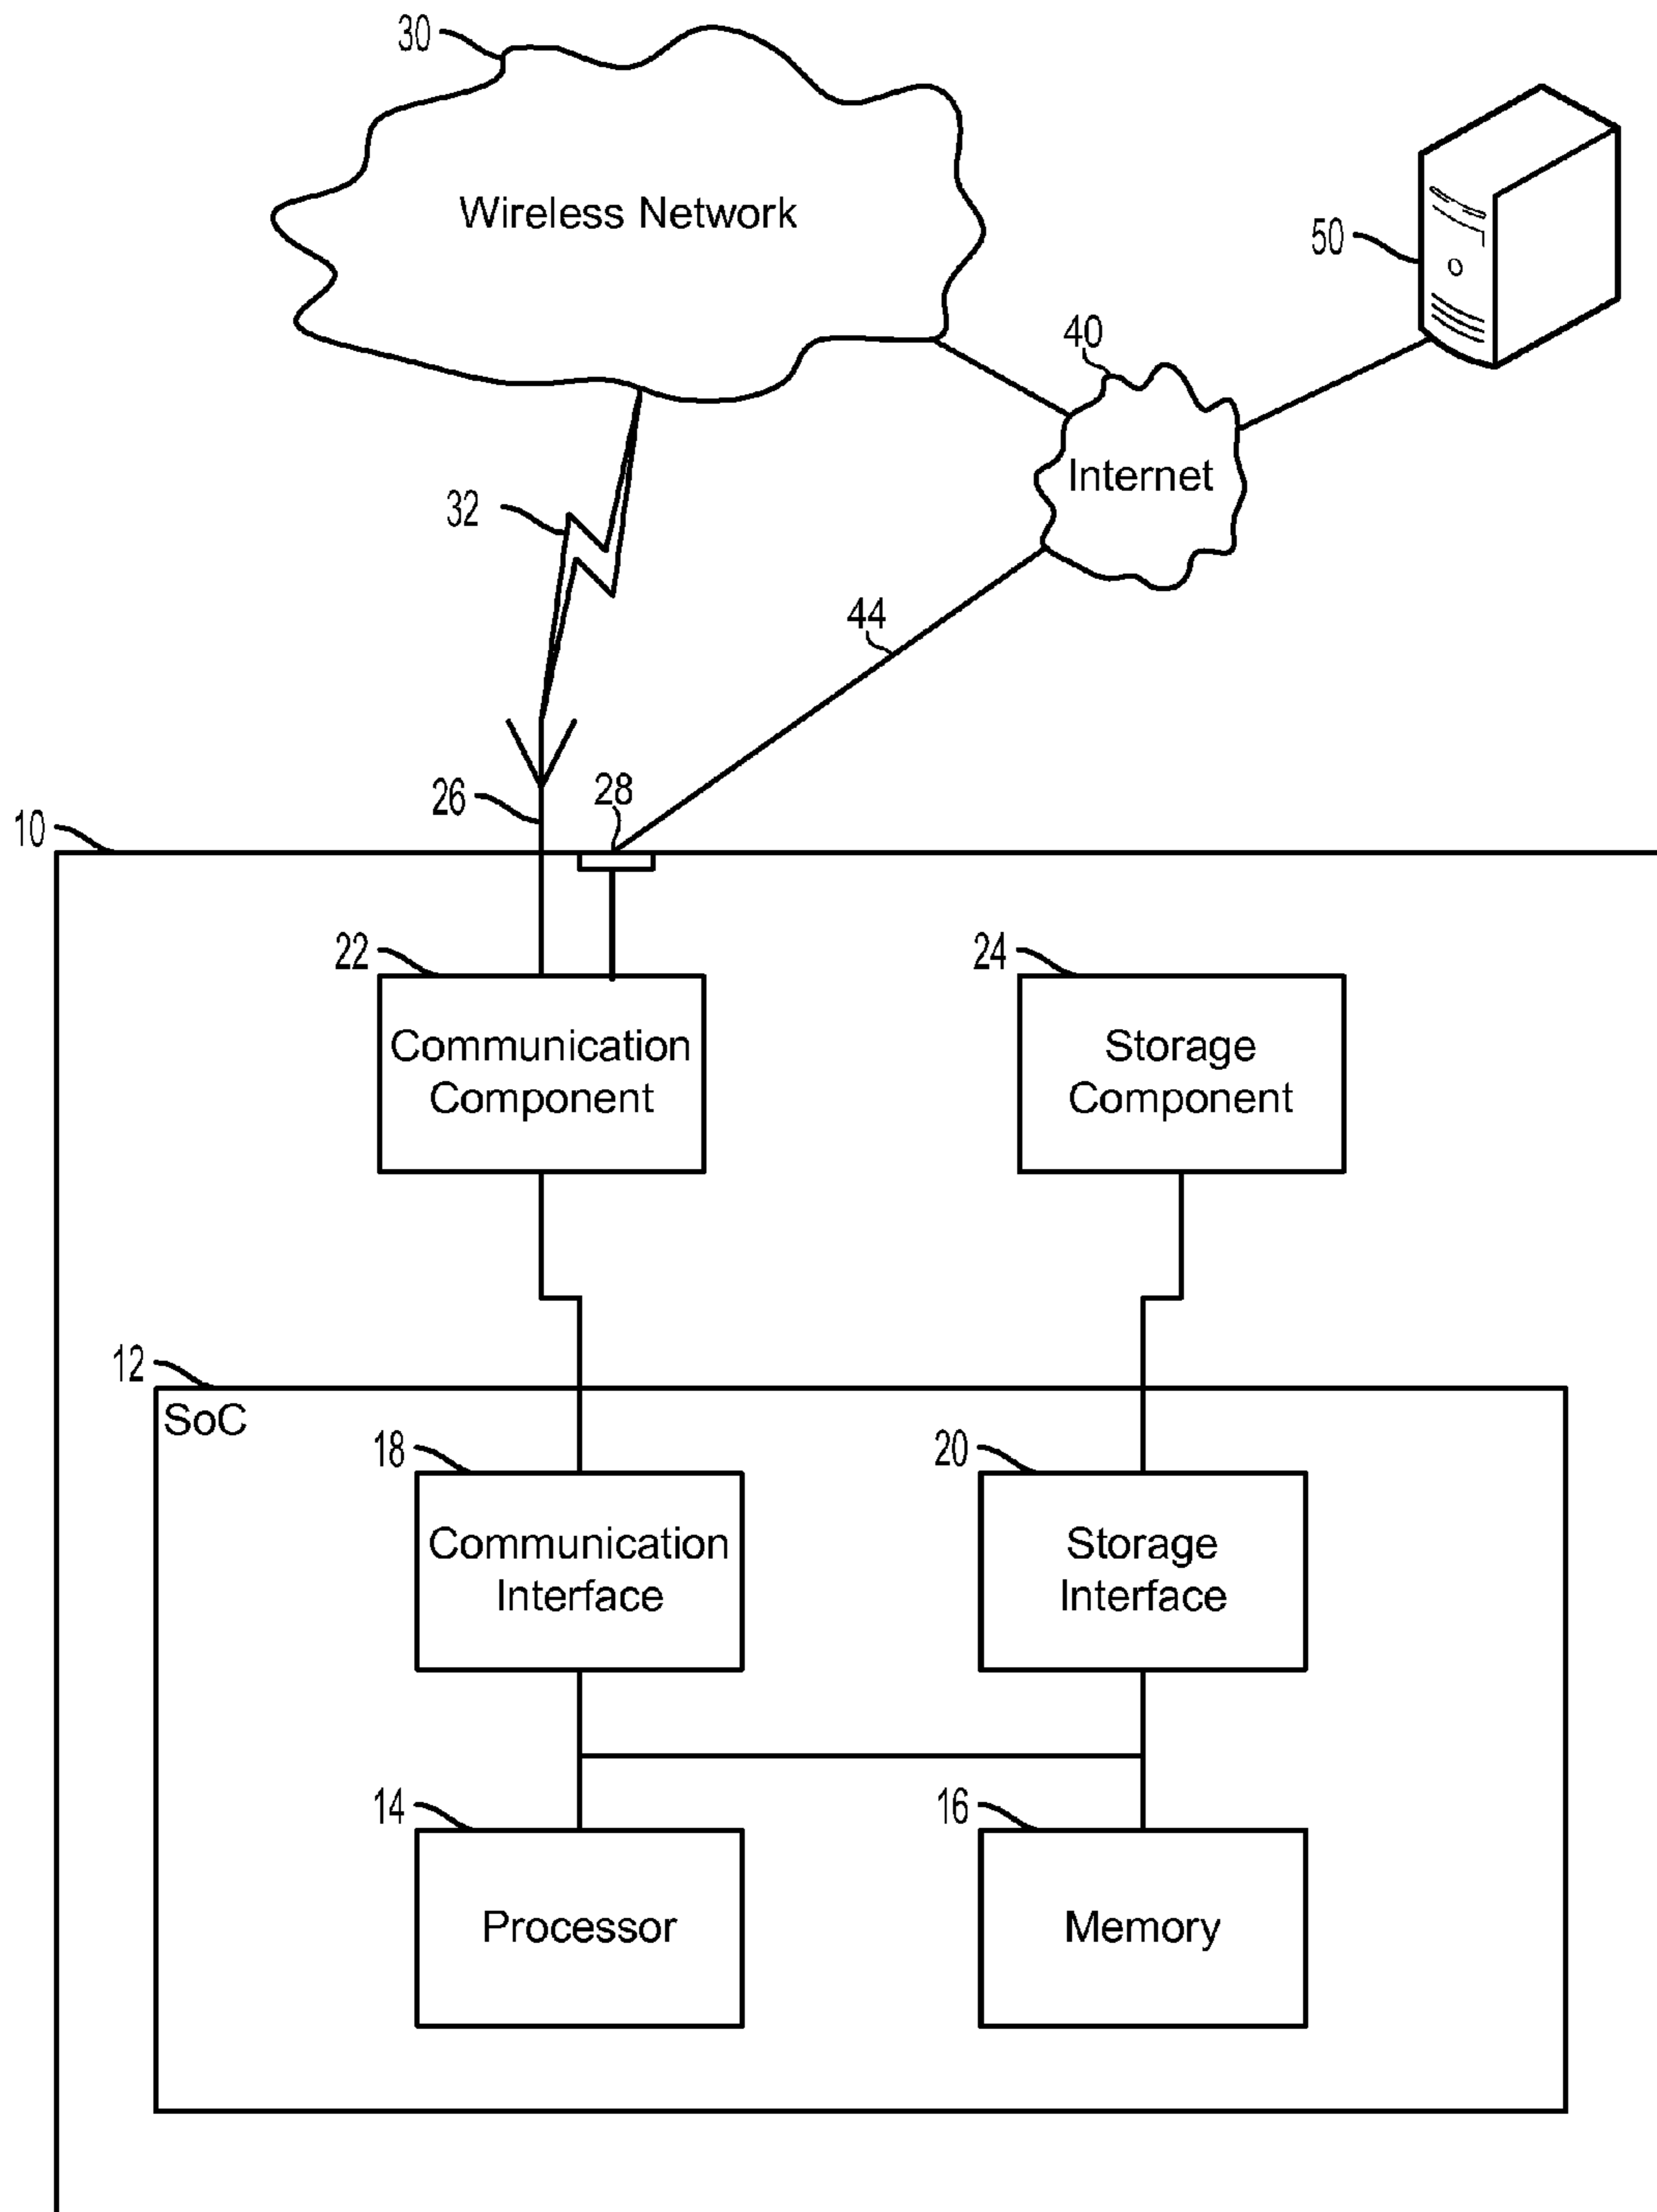 30
Wireless Network
50
40
Internet
32
44
26
28
10
22
24
Communication
Component
Storage
Component
12
SoC
18
20
Communication
Interface
Storage
Interface
14
16
Processor
Memory